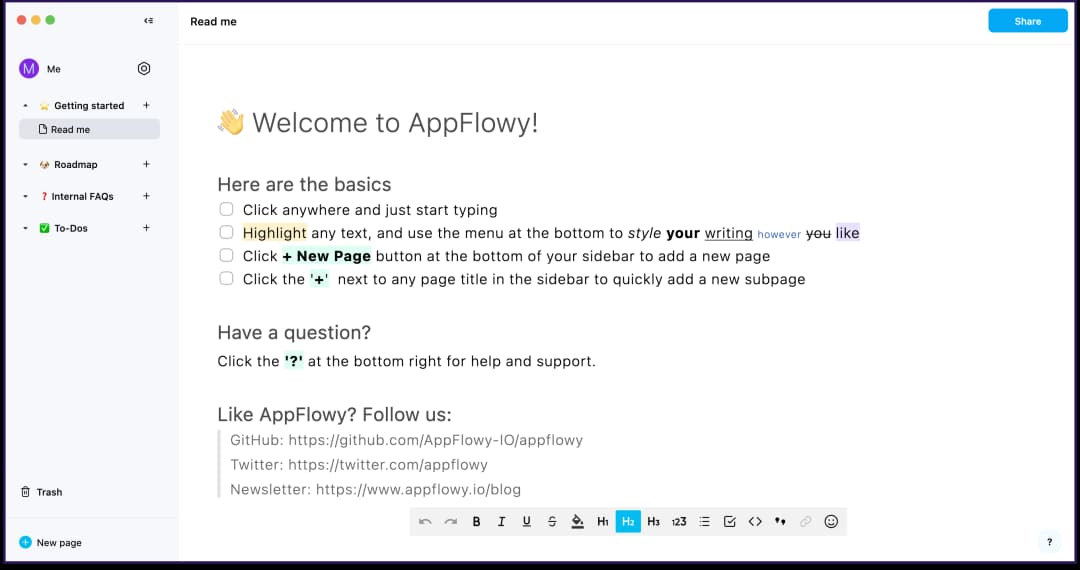 Read me
Share
M Me
Getting started +
Read me
Roadmap +
Internal FAQs +
To-Dos +
Trash
New page
👋 Welcome to AppFlowy!
Here are the basics
Click anywhere and just start typing
Highlight any text, and use the menu at the bottom to style your writing however you like
Click + New Page button at the bottom of your sidebar to add a new page
Click the '+' next to any page title in the sidebar to quickly add a new subpage
Have a question?
Click the '?' at the bottom right for help and support.
Like AppFlowy? Follow us:
GitHub: https://github.com/AppFlowy-IO/appflowy
Twitter: https://twitter.com/appflowy
Newsletter: https://www.appflowy.io/blog
B I U S H1 H2 H3 123
?